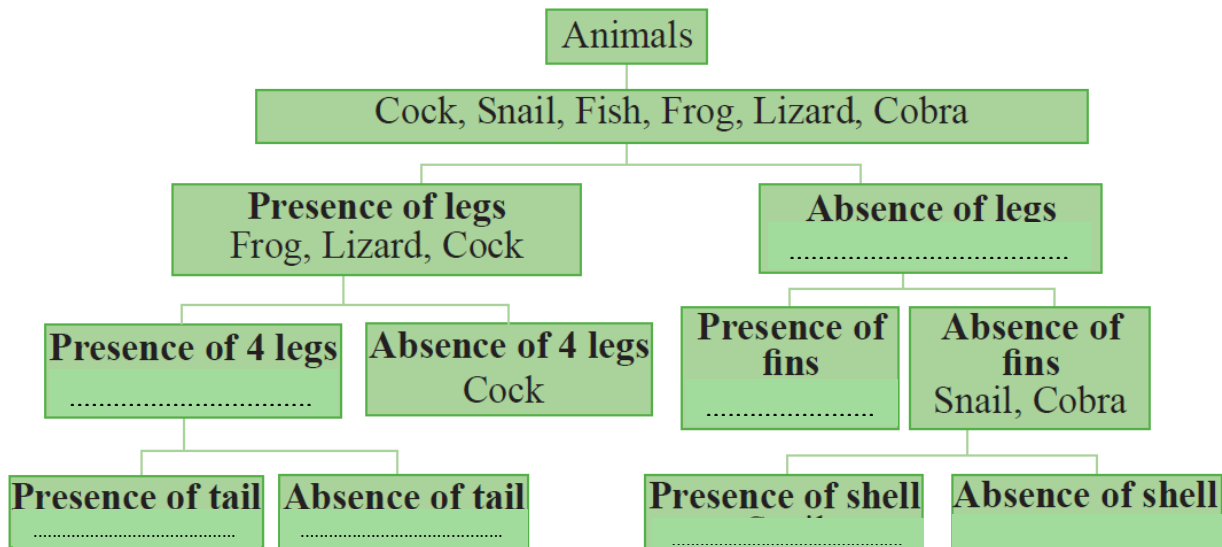 Animals
Cock, Snail, Fish, Frog, Lizard, Cobra
Presence of legs
Frog, Lizard, Cock
Absence of legs
............................................
Presence of 4 legs
..................................
Absence of 4 legs
Cock
Presence of
fins
........................
Absence of
fins
Snail, Cobra
Presence of tail
........................................
Absence of tail
........................................
Presence of shell
..............................................
Absence of shell